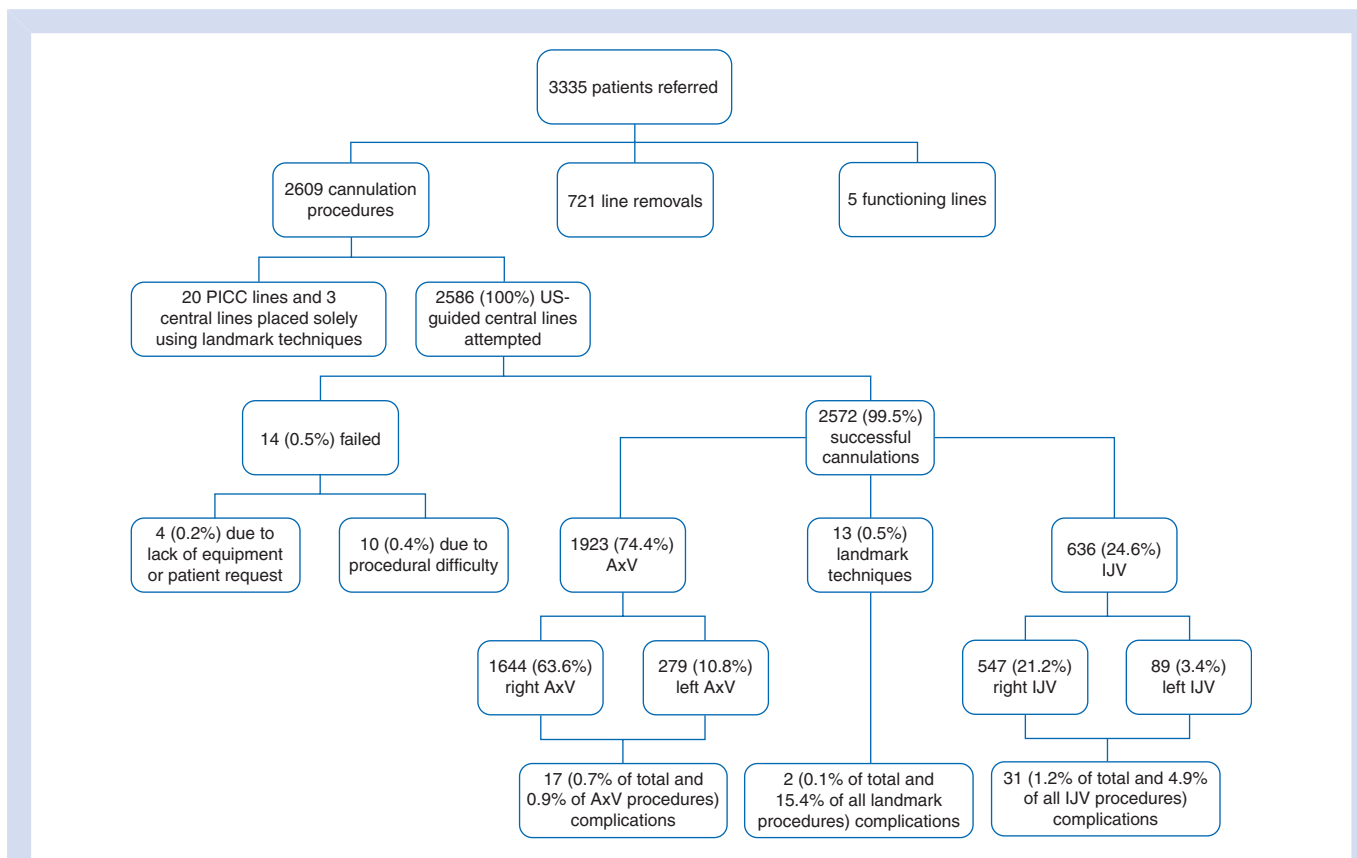 3335 patients referred
2609 cannulation
procedures
721 line removals
5 functioning lines
20 PICC lines and 3
central lines placed solely
using landmark techniques
2586 (100%) US-
guided central lines
attempted
14 (0.5%) failed
2572 (99.5%)
successful
cannulations
4 (0.2%) due to
lack of equipment
or patient request
10 (0.4%) due to
procedural difficulty
1923 (74.4%)
AxV
13 (0.5%)
landmark
techniques
636 (24.6%)
IJV
1644 (63.6%)
right AxV
279 (10.8%)
left AxV
547 (21.2%)
right IJV
89 (3.4%)
left IJV
17 (0.7% of total and
0.9% of AxV procedures)
complications
2 (0.1% of total and
15.4% of all landmark
procedures) complications
31 (1.2% of total and 4.9%
of all IJV procedures)
complications